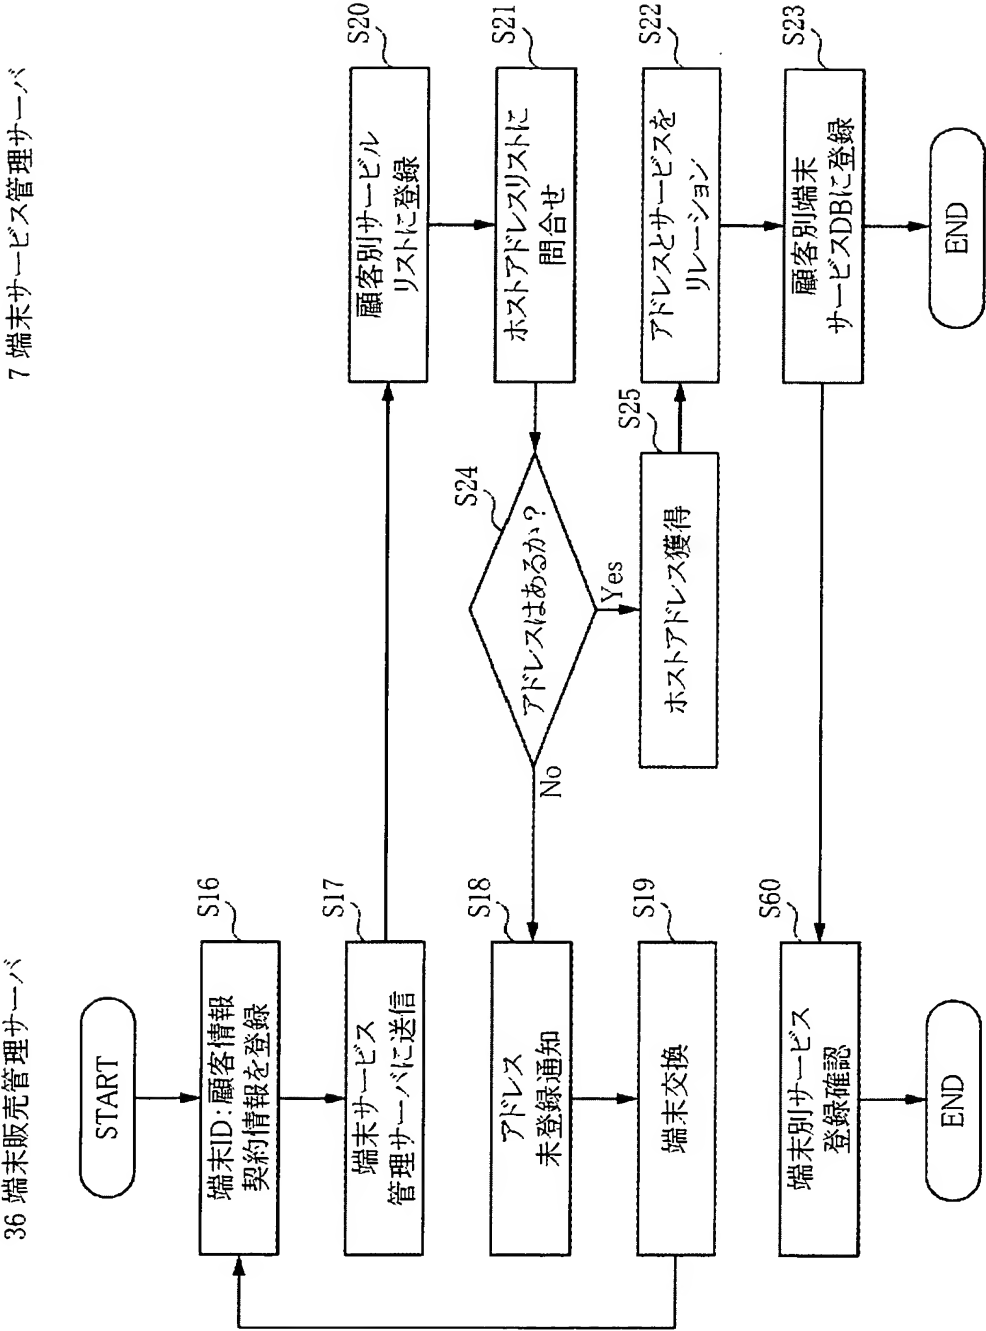 36 端末販売管理サーバ
START
S16
端末ID:顧客情報
契約情報を登録
S17
端末サービス
管理サーバに送信
S18
アドレス
未登録通知
S19
端末交換
S60
端末別サービス
登録確認
END
7 端末サービス管理サーバ
S20
顧客別サービル
リストに登録
S21
ホストアドレスリストに
問合せ
S24
アドレスはあるか?
No
Yes
S25
ホストアドレス獲得
S22
アドレスとサービスを
リレーション
S23
顧客別端末
サービスDBに登録
END